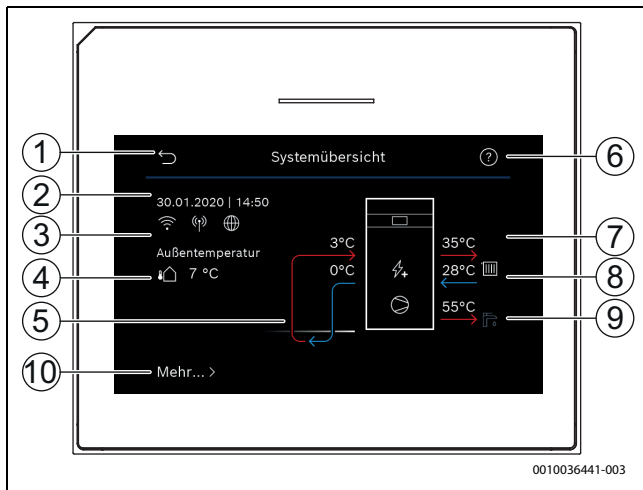 1
Systemübersicht
?
6
2
30.01.2020 | 14:50
3
Außentemperatur
7 °C
4
3°C
0°C
35°C
28°C
55°C
7
8
9
5
10
Mehr... >
0010036441-003